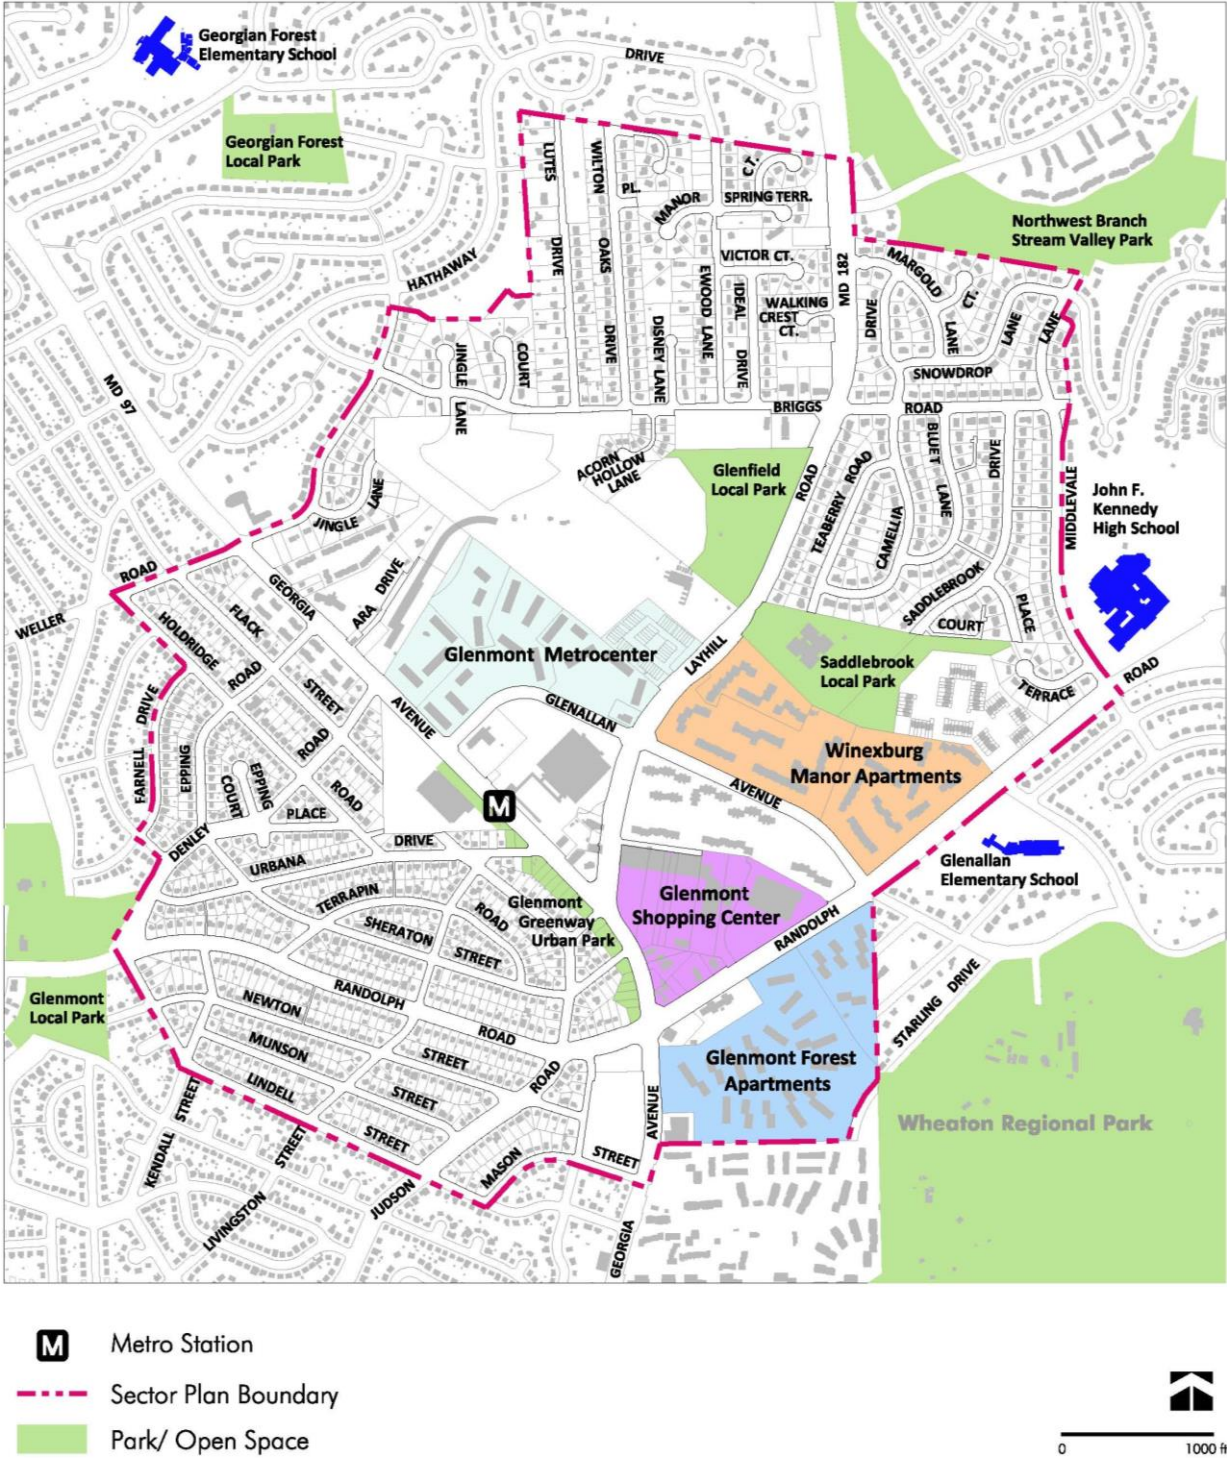 Georgian Forest
Elementary School
DRIVE
Georgian Forest
Local Park
LUTES
WILTON
PL.
CT.
MANOR
SPRING TERR.
Northwest Branch
Stream Valley Park
HATHAWAY
DRIVE
OAKS
VICTOR CT.
MD 182
MARGOLD
CT.
EWOOD LANE
IDEAL
WALKING
CREST
CT.
DRIVE
LANE
LANE
LANE
MD 97
JINGLE
COURT
DRIVE
DISNEY LANE
DRIVE
SNOWDROP
LANE
BRIGGS
ROAD
ACORN
HOLLOW
LANE
Glenfield
Local Park
ROAD
TEABERRY
ROAD
BLUET
LANE
DRIVE
MIDDLEVALE
John F.
Kennedy
High School
JINGLE
LANE
CAMELLIA
ROAD
GEORGIA
ARA
DRIVE
SADDLEBROOK
COURT
PLACE
WELLER
HOLDRIDGE
FLACK
ROAD
STREET
Glenmont Metrocenter
LAYHILL
Saddlebrook
Local Park
TERRACE
ROAD
AVENUE
GLENALLAN
FARNELL
DRIVE
EPPING
COURT
EPPING
ROAD
ROAD
PLACE
Winexburg
Manor Apartments
AVENUE
M
DENLEY
DRIVE
URBANA
TERRAPIN
SHERATON
ROAD
STREET
Glenmont
Greenway
Urban Park
Glenmont
Shopping Center
RANDOLPH
Glenallan
Elementary School
Glenmont
Local Park
NEWTON
RANDOLPH
ROAD
STARLING
DRIVE
MUNSON
STREET
LINDELL
STREET
ROAD
Glenmont Forest
Apartments
STREET
AVENUE
Wheaton Regional Park
KENDALL
STREET
STREET
MASON
STREET
LIVINGSTON
JUDSON
GEORGIA
M
Metro Station
Sector Plan Boundary
Park/ Open Space
0
1000 ft